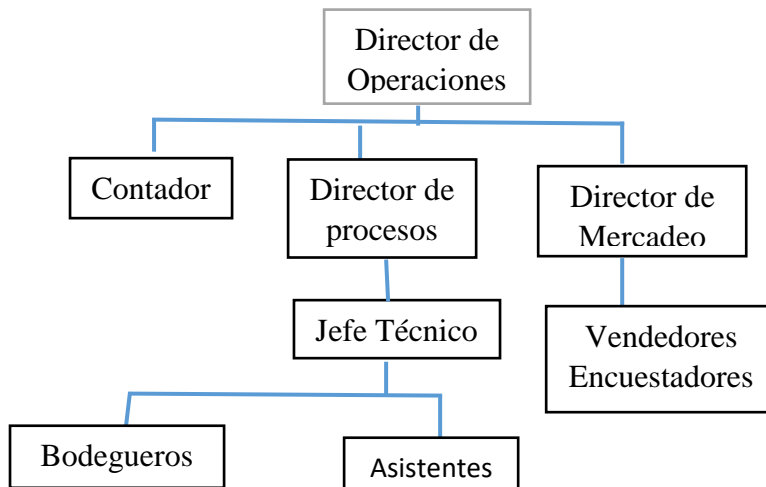 Director de
Operaciones
Contador
Director de
procesos
Director de
Mercadeo
Jefe Técnico
Vendedores
Encuestadores
Bodegueros
Asistentes